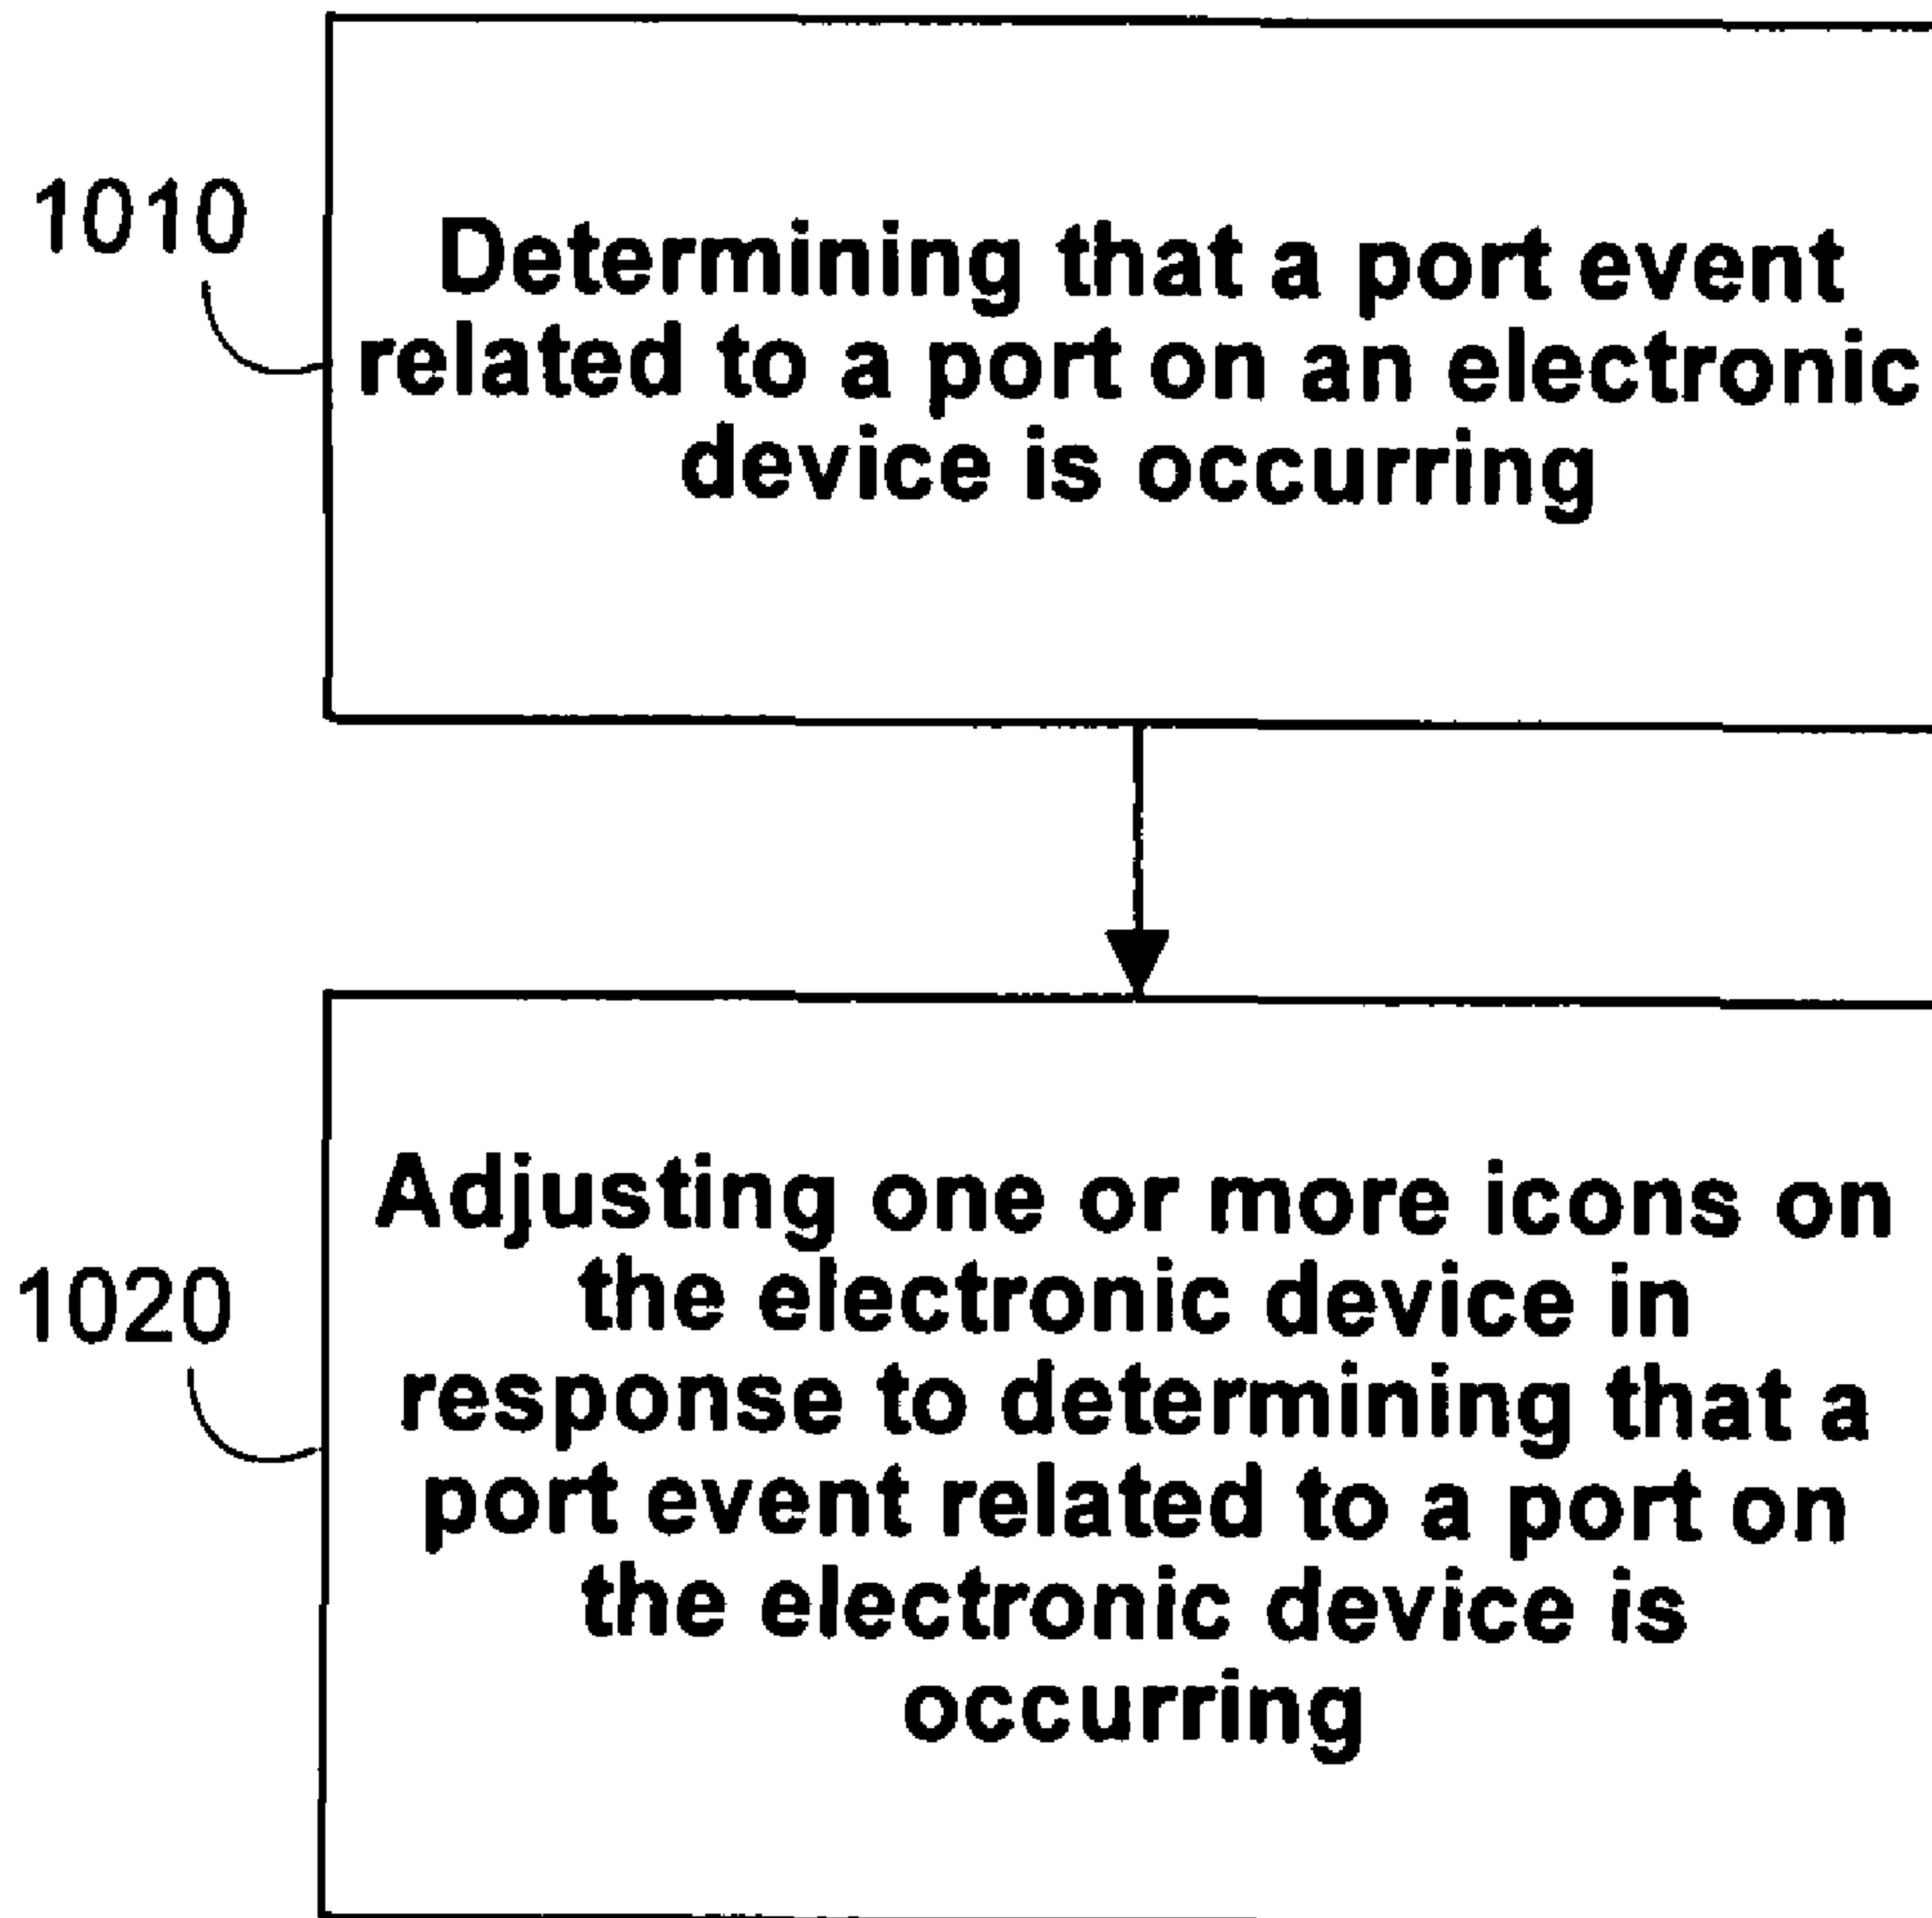 1010
Determining that a port event
related to a port on an electronic
device is occurring
1020
Adjusting one or more icons on
the electronic device in
response to determining that a
port event related to a port on
the electronic device is
occurring